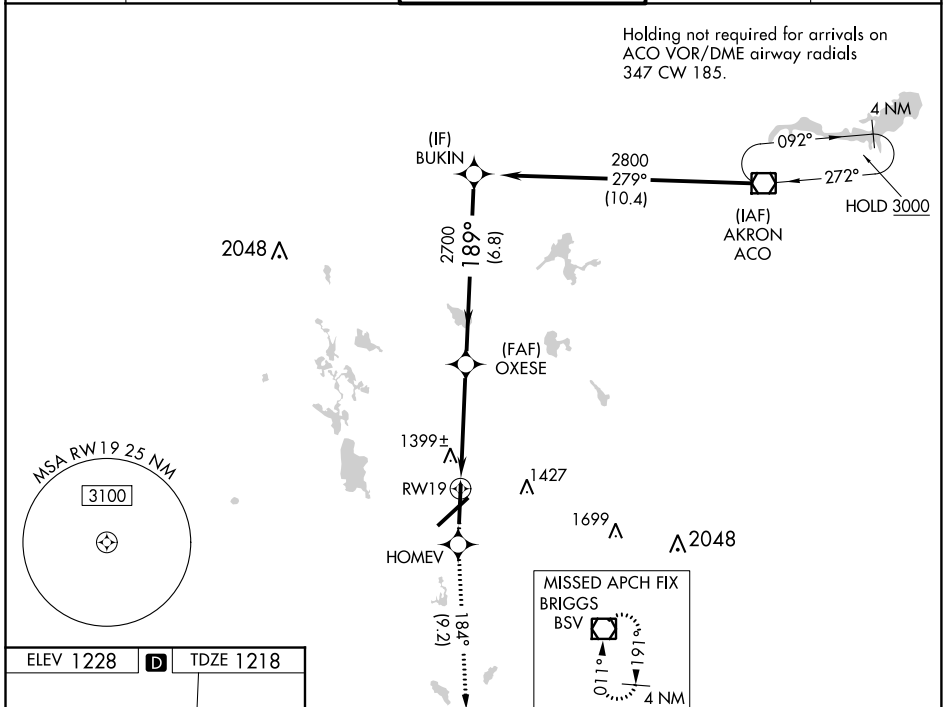 Holding not required for arrivals on
ACO VOR/DME airway radials
347 CW 185.
4 NM
092°
272°
HOLD 3000
(IAF)
AKRON
ACO
2800
279°
(10.4)
(IF)
BUKIN
2700
189°
(6.8)
2048
(FAF)
OXESE
1399±
RW19
1427
1699
2048
HOMEV
184°
(9.2)
MSA RW19 25 NM
3100
MISSED APCH FIX
BRIGGS
BSV
191°
011°
4 NM
ELEV 1228 D TDZE 1218